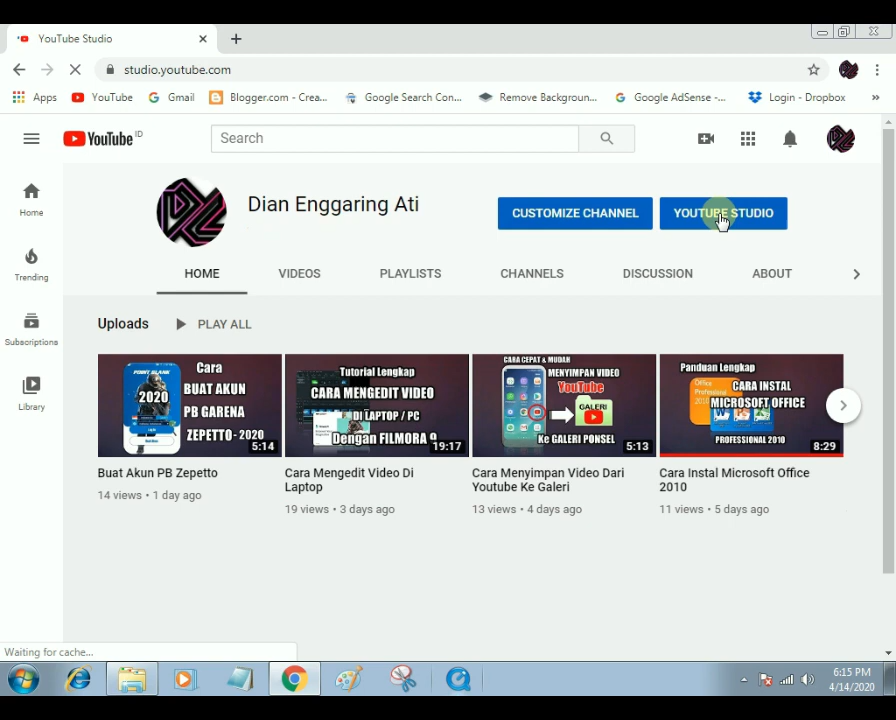 YouTube Studio
studio.youtube.com
Apps
YouTube
Gmail
Blogger.com - Crea...
Google Search Con...
Remove Backgroun...
Google AdSense -...
Login - Dropbox
»
YouTube ID
Search
Home
Trending
Subscriptions
Library
Dian Enggaring Ati
CUSTOMIZE CHANNEL
YOUTUBE STUDIO
HOME
VIDEOS
PLAYLISTS
CHANNELS
DISCUSSION
ABOUT
Uploads
PLAY ALL
POINT BLANK
2020
Cara
BUAT AKUN
PB GARENA
ZEPETTO - 2020
5:14
Buat Akun PB Zepetto
14 views • 1 day ago
Tutorial Lengkap
CARA MENGEDIT VIDEO
DI LAPTOP / PC
Dengan FILMORA 9
19:17
Cara Mengedit Video Di
Laptop
19 views • 3 days ago
CARA CEPAT & MUDAH
MENYIMPAN VIDEO
YouTube
GALERI
Ke GALERI PONSEL
5:13
Cara Menyimpan Video Dari
Youtube Ke Galeri
13 views • 4 days ago
Panduan Lengkap
Office
Professional
2010
CARA INSTAL
MICROSOFT OFFICE
PROFESSIONAL 2010
8:29
Cara Instal Microsoft Office
2010
11 views • 5 days ago
Waiting for cache...
6:15 PM
4/14/2020